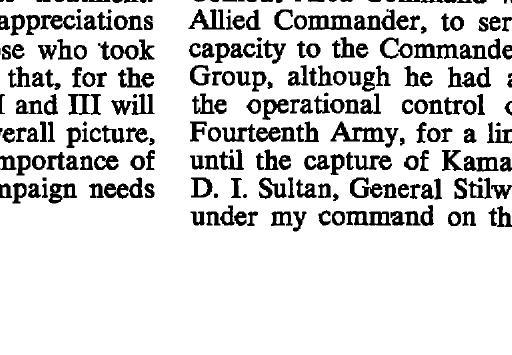 appreciations
se who took
that, for the
I and III will
verall picture,
mportance of
mpaign needs
Allied Commander, to ser
capacity to the Commande
Group, although he had a
the operational control o
Fourteenth Army, for a lim
until the capture of Kama
D. I. Sultan, General Stilw
under my command on th